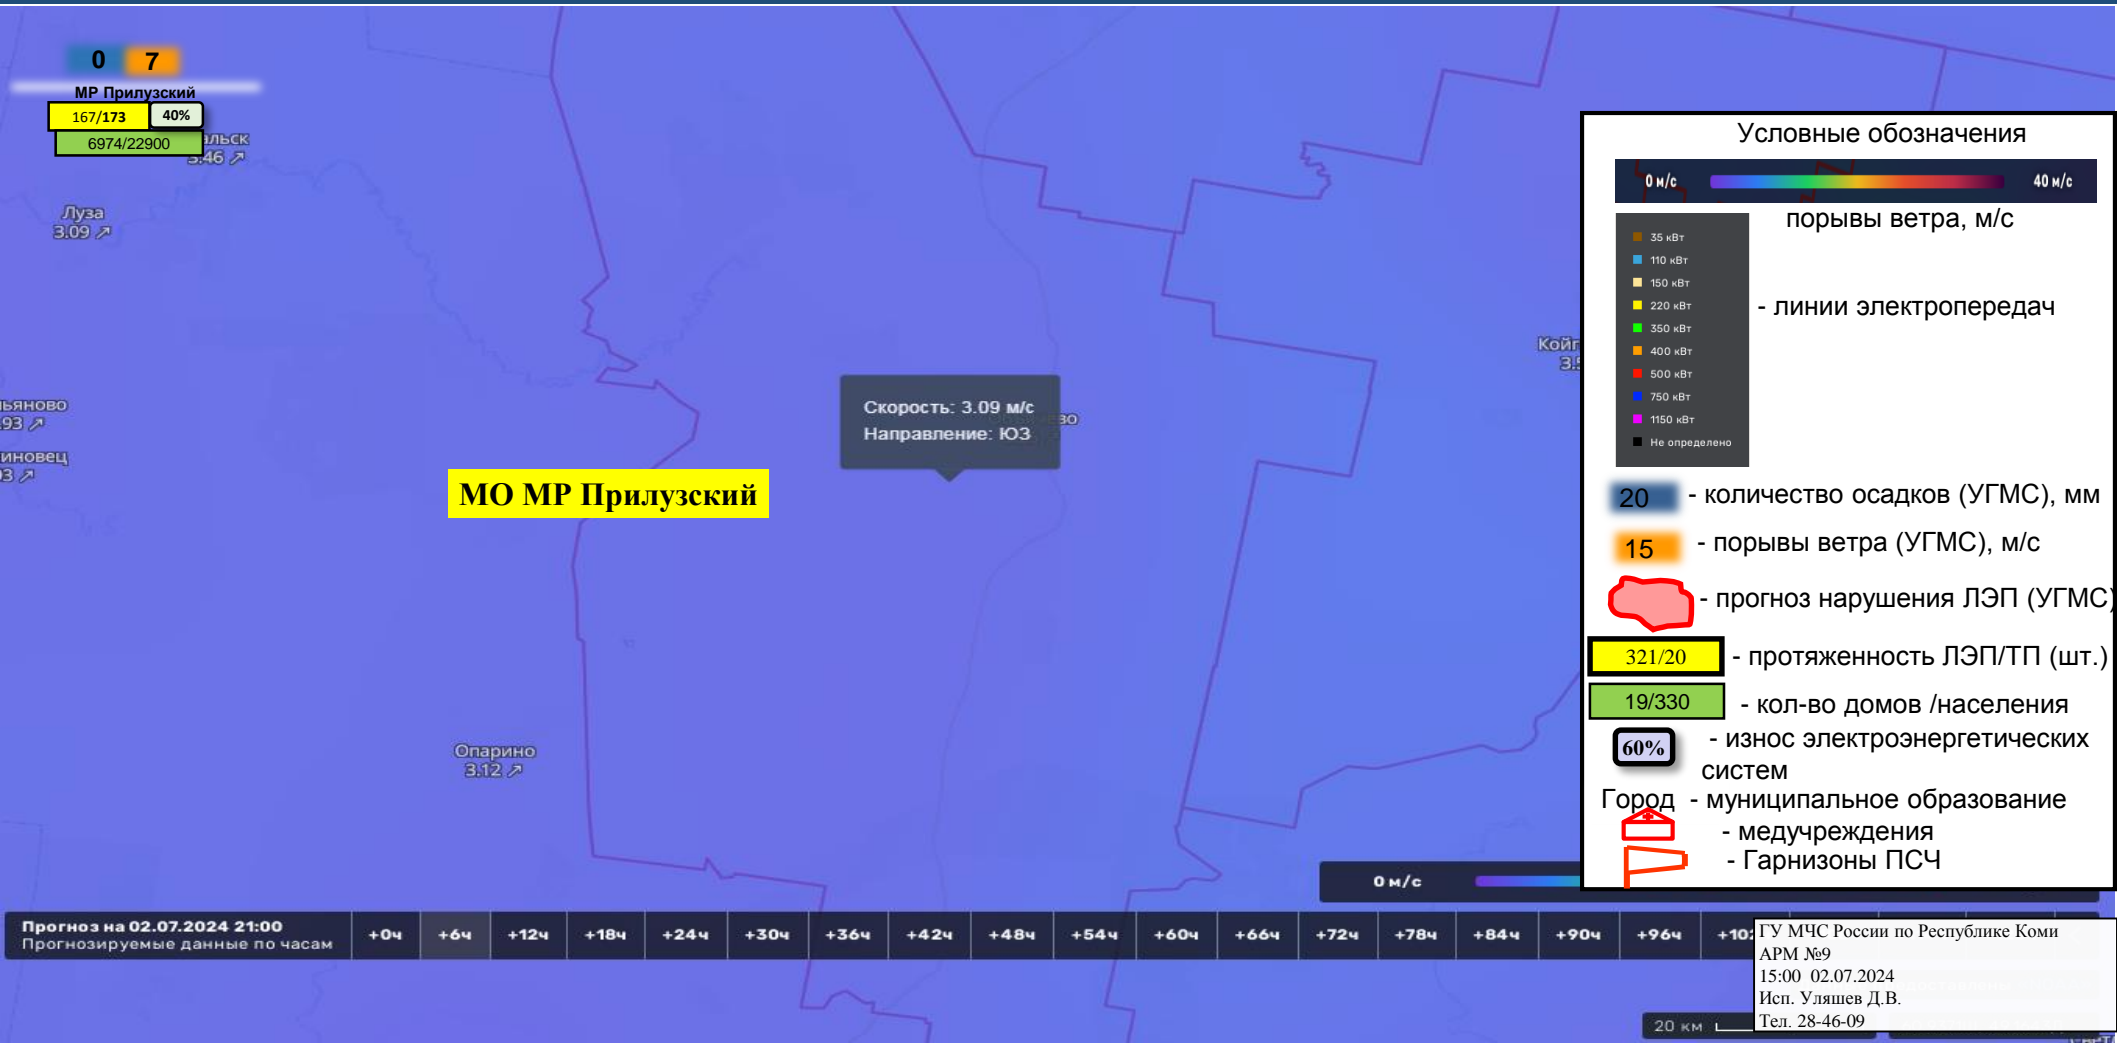 0 7
МР Прилузский
167/173 40%
6974/22900
альск
3.46
Луза
3.09
ьяново
.93
иновец
Опарино
3.12
Скорость: 3.09 м/с
Направление: ЮЗ
МО МР Прилузский
Условные обозначения
0 м/с 40 м/с
порывы ветра, м/с
35 кВт
110 кВт
150 кВт
220 кВт
350 кВт
400 кВт
500 кВт
750 кВт
1150 кВт
Не определено
- линии электропередач
20 - количество осадков (УГМС), мм
15 - порывы ветра (УГМС), м/с
- прогноз нарушения ЛЭП (УГМС)
321/20 - протяженность ЛЭП/ТП (шт.)
19/330 - кол-во домов /населения
60% - износ электроэнергетических
систем
Город - муниципальное образование
- медучреждения
- Гарнизоны ПСЧ
0 м/с
Прогноз на 02.07.2024 21:00
Прогнозируемые данные по часам
+0ч +6ч +12ч +18ч +24ч +30ч +36ч +42ч +48ч +54ч +60ч +66ч +72ч +78ч +84ч +90ч +96ч
ГУ МЧС России по Республике Коми
АРМ №9
15:00 02.07.2024
Исп. Уляшев Д.В.
Тел. 28-46-09
20 км